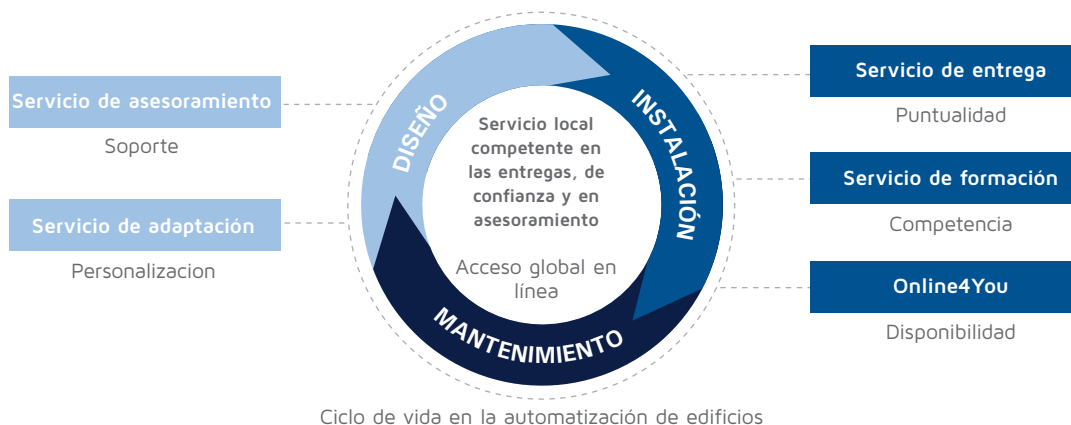 Servicio de asesoramiento
Soporte
Servicio de adaptación
Personalizacion
DISEÑO
INSTALACIÓN
MANTENIMIENTO
Servicio local
competente en
las entregas, de
confianza y en
asesoramiento
Acceso global en
línea
Servicio de entrega
Puntualidad
Servicio de formación
Competencia
Online4You
Disponibilidad
Ciclo de vida en la automatización de edificios